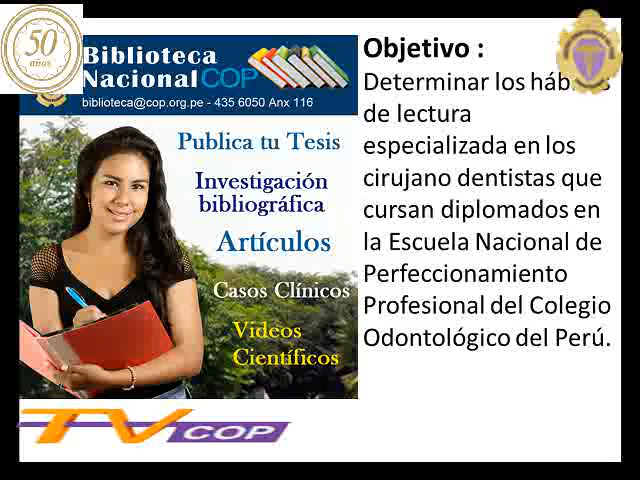 50
años
Biblioteca
Nacional COP
biblioteca@cop.org.pe - 435 6050 Anx 116
Publica tu Tesis
Investigación
bibliográfica
Artículos
Casos Clínicos
Videos
Científicos
TV COP
Objetivo :
Determinar los
de lectura
especializada en los
cirujano dentistas que
cursan diplomados en
la Escuela Nacional de
Perfeccionamiento
Profesional del Colegio
Odontológico del Perú.